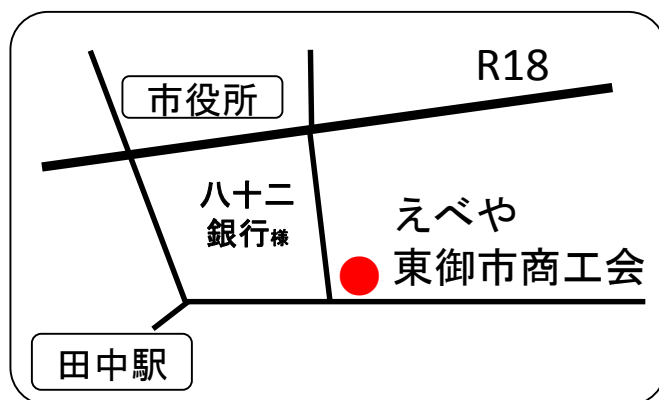 R18
市役所
八十二
銀行様
えべや
東御市商工会
田中駅